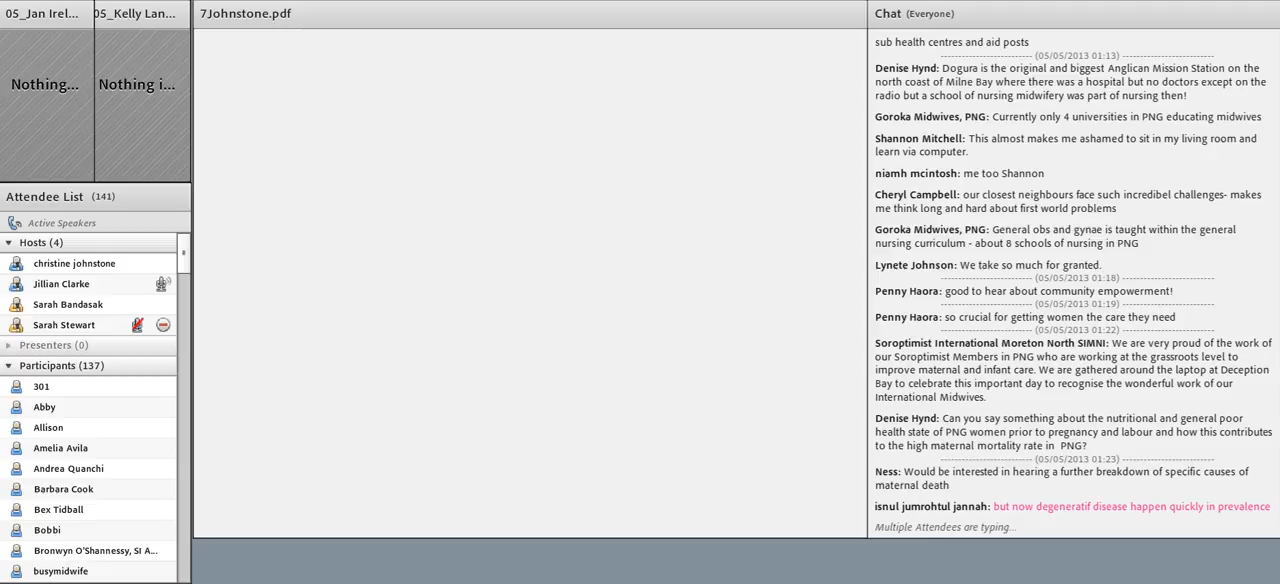 05_Jan Irel...
05_Kelly Lan...
7Johnstone.pdf
Chat (Everyone)
Nothing...
Nothing i...
Attendee List (141)
Active Speakers
Hosts (4)
christine johnstone
Jillian Clarke
Sarah Bandasak
Sarah Stewart
Presenters (0)
Participants (137)
301
Abby
Allison
Amelia Avila
Andrea Quanchi
Barbara Cook
Bex Tidball
Bobbi
Bronwyn O'Shannessy, SI A...
busymidwife
sub health centres and aid posts
------------------ (05/05/2013 01:13) ------------------
Denise Hynd: Dogura is the original and biggest Anglican Mission Station on the
north coast of Milne Bay where there was a hospital but no doctors except on the
radio but a school of nursing midwifery was part of nursing then!
Goroka Midwives, PNG: Currently only 4 universities in PNG educating midwives
Shannon Mitchell: This almost makes me ashamed to sit in my living room and
learn via computer.
niamh mcintosh: me too Shannon
Cheryl Campbell: our closest neighbours face such incredibel challenges- makes
me think long and hard about first world problems
Goroka Midwives, PNG: General obs and gynae is taught within the general
nursing curriculum - about 8 schools of nursing in PNG
Lynete Johnson: We take so much for granted.
------------------ (05/05/2013 01:18) ------------------
Penny Haora: good to hear about community empowerment!
------------------ (05/05/2013 01:19) ------------------
Penny Haora: so crucial for getting women the care they need
------------------ (05/05/2013 01:22) ------------------
Soroptimist International Moreton North SIMNI: We are very proud of the work of
our Soroptimist Members in PNG who are working at the grassroots level to
improve maternal and infant care. We are gathered around the laptop at Deception
Bay to celebrate this important day to recognise the wonderful work of our
International Midwives.
Denise Hynd: Can you say something about the nutritional and general poor
health state of PNG women prior to pregnancy and labour and how this contributes
to the high maternal mortality rate in  PNG?
------------------ (05/05/2013 01:23) ------------------
Ness: Would be interested in hearing a further breakdown of specific causes of
maternal death
isnul jumrohtul jannah: but now degeneratif disease happen quickly in prevalence
Multiple Attendees are typing...